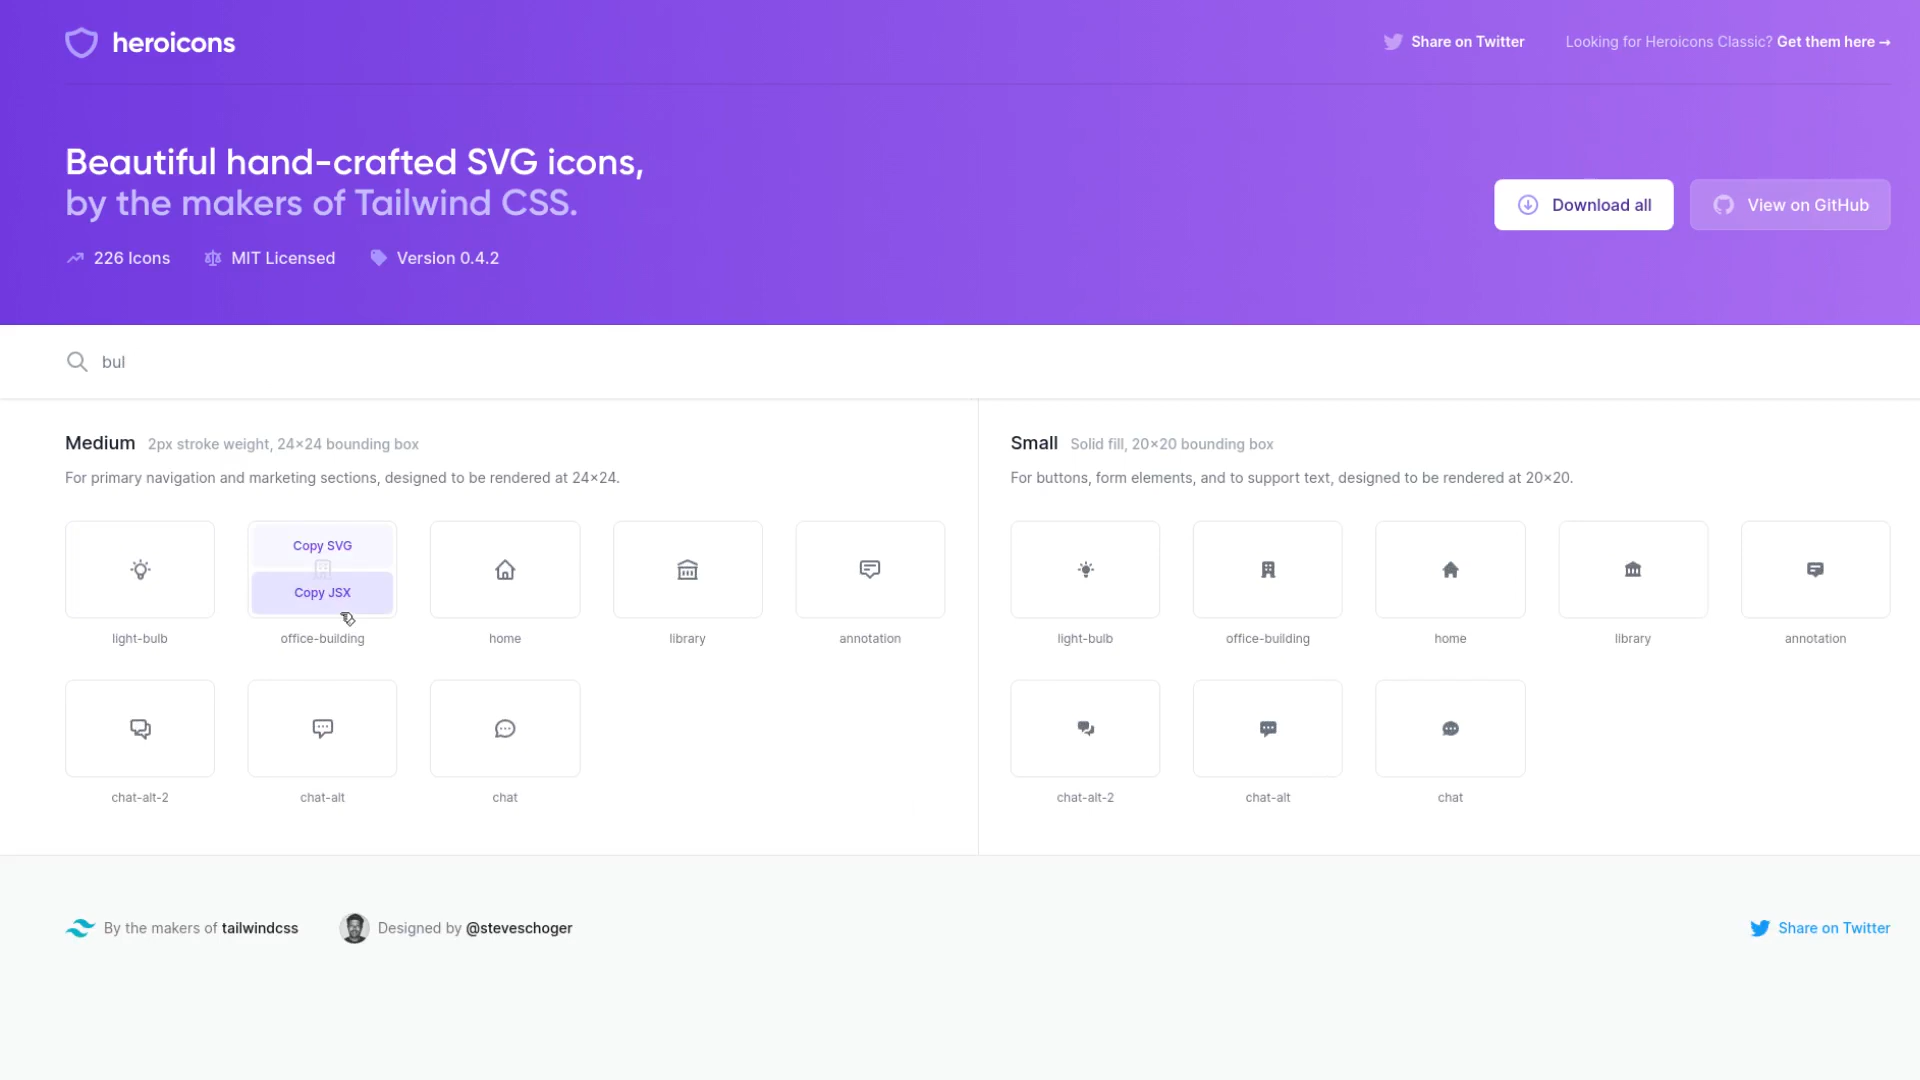 heroicons
Share on Twitter
Looking for Heroicons Classic? Get them here →
Beautiful hand-crafted SVG icons,
by the makers of Tailwind CSS.
Download all
View on GitHub
226 Icons
MIT Licensed
Version 0.4.2
bul
Medium 2px stroke weight, 24×24 bounding box
For primary navigation and marketing sections, designed to be rendered at 24×24.
Copy SVG
Copy JSX
light-bulb
office-building
home
library
annotation
chat-alt-2
chat-alt
chat
Small Solid fill, 20×20 bounding box
For buttons, form elements, and to support text, designed to be rendered at 20×20.
light-bulb
office-building
home
library
annotation
chat-alt-2
chat-alt
chat
By the makers of tailwindcss
Designed by @steveschoger
Share on Twitter